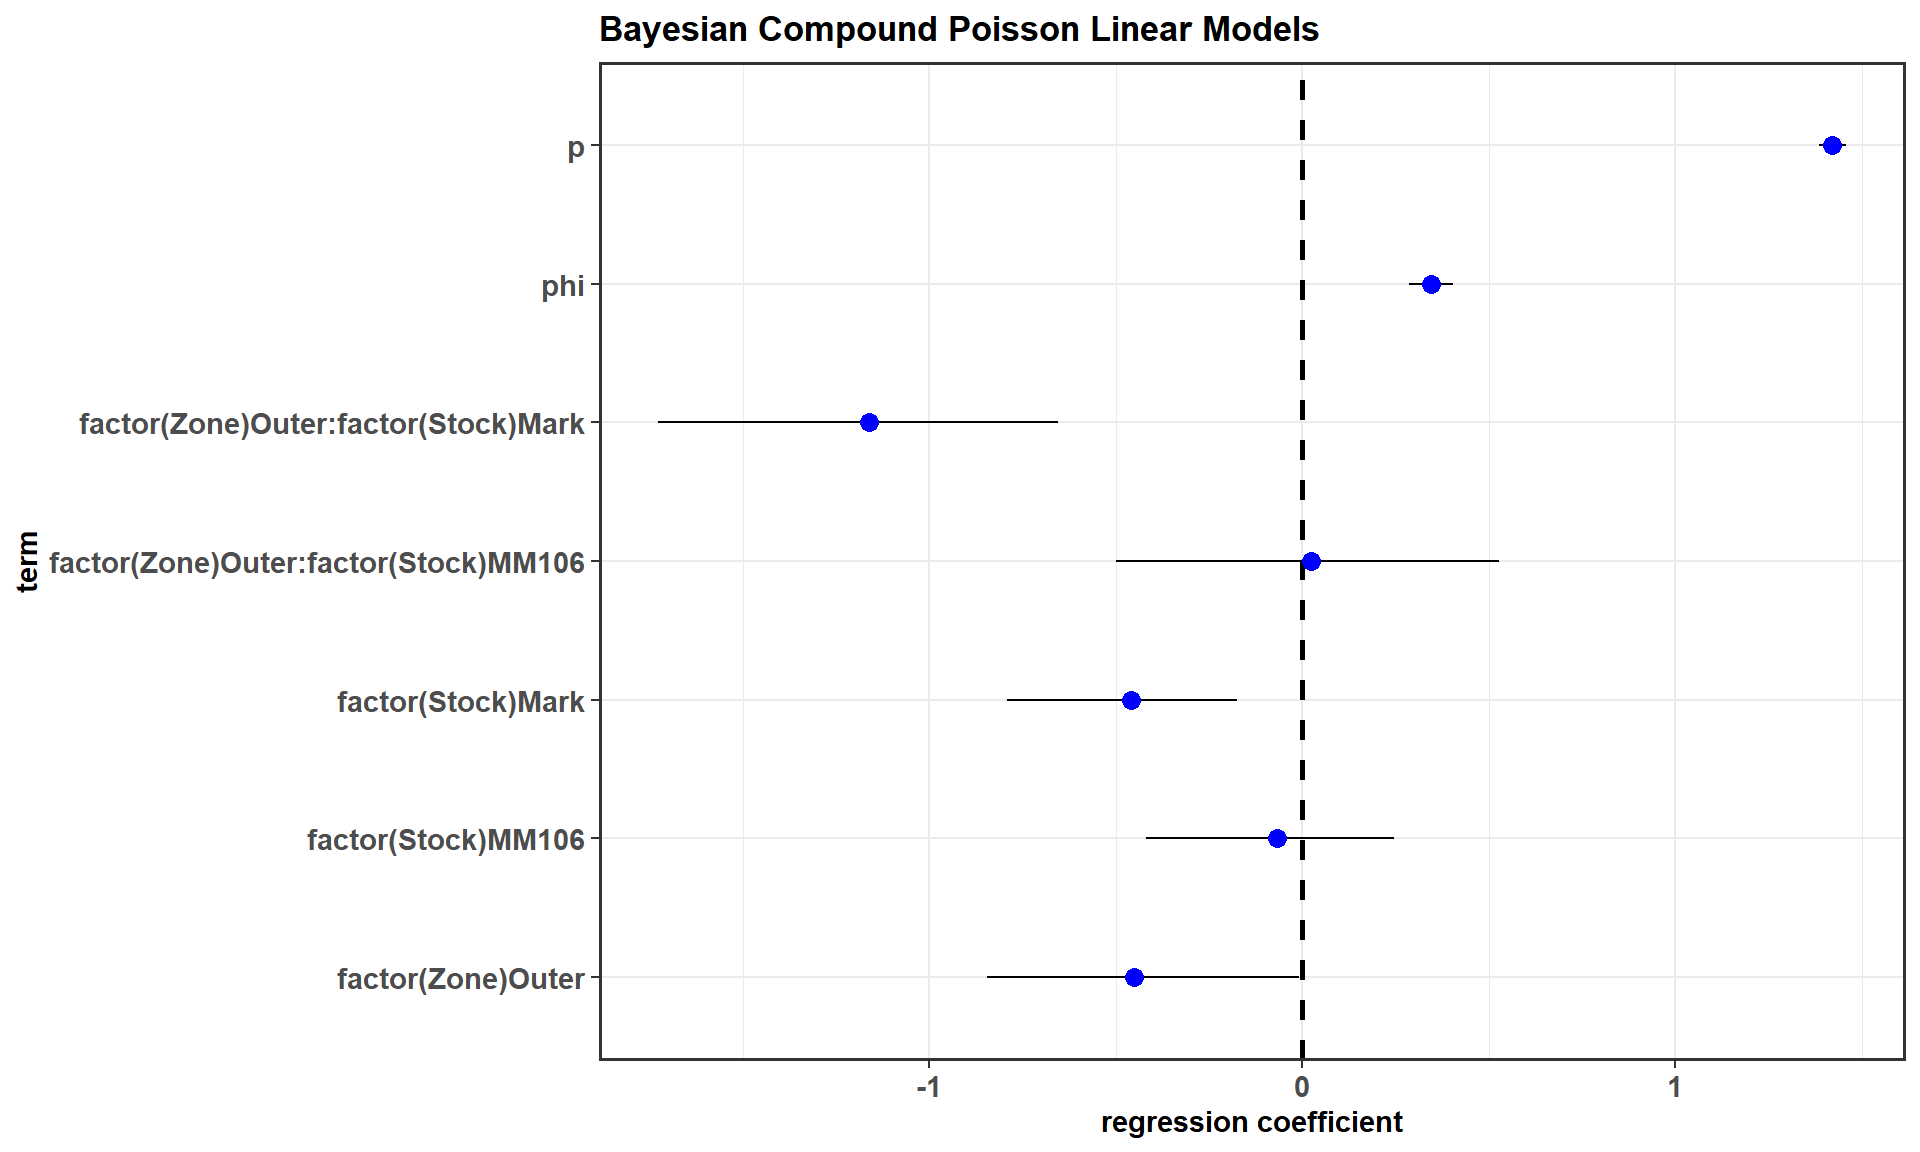 Bayesian Compound Poisson Linear Models
p
phi
factor(Zone)Outer:factor(Stock)Mark
factor(Zone)Outer:factor(Stock)MM106
factor(Stock)Mark
factor(Stock)MM106
factor(Zone)Outer
term
-1 0 1
regression coefficient